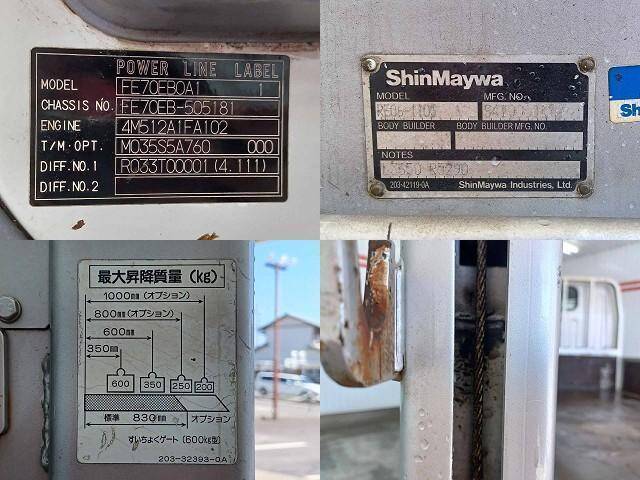 POWER LINE LABEL
MODEL FE70EB0A1 1
CHASSIS NO. FE70EB-505181
ENGINE 4M512A1FA102
T/M·OPT. M035S5A760 000
DIFF.NO.1 R033T00001(4.111)
DIFF.NO.2
ShinMaywa
MODEL MFG. NO.
BODY BUILDER BODY BUILDER MFG. NO.
NOTES
203-42119-0A ShinMaywa Industries, Ltd.
Sh
最大昇降質量(kg)
1000mm(オプション)
800mm(オプション)
600mm
350mm
600 350 250 200
標準 830mm オプション
すいちょくゲート(600kg型)
203-32393-0A